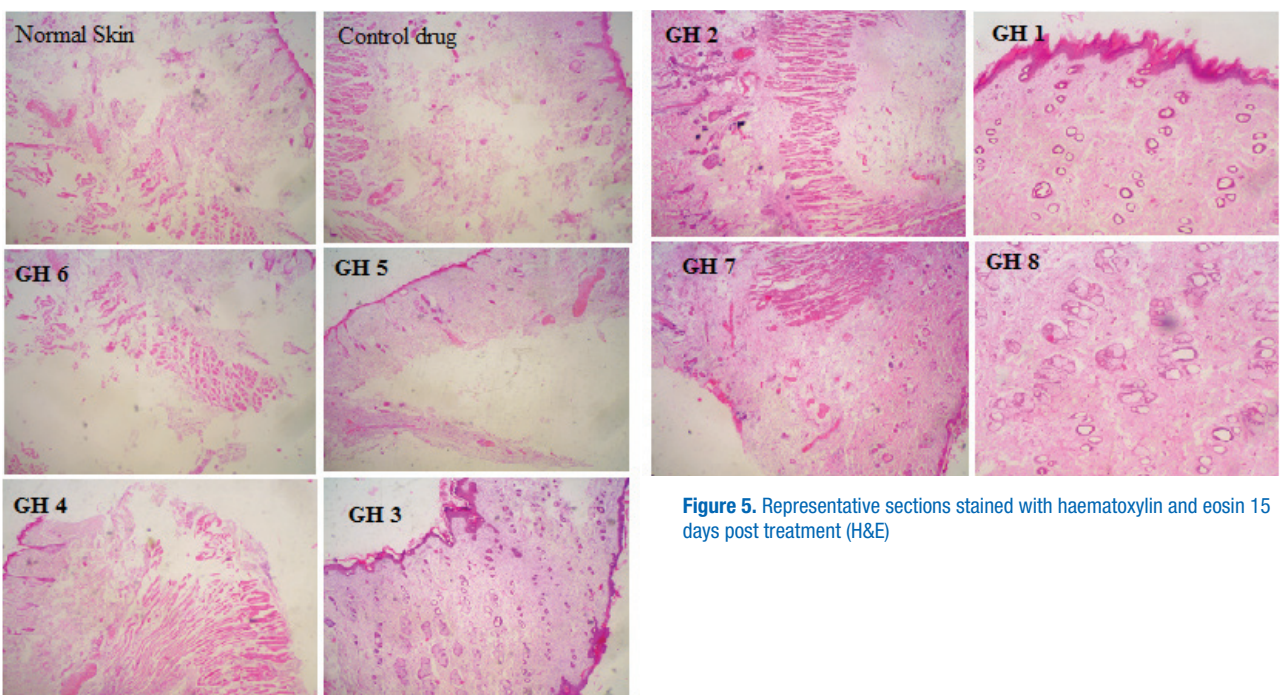 Normal Skin
Control drug
GH 2
GH 1
GH 6
GH 5
GH 7
GH 8
GH 4
GH 3
Figure 5. Representative sections stained with haematoxylin and eosin 15
days post treatment (H&E)